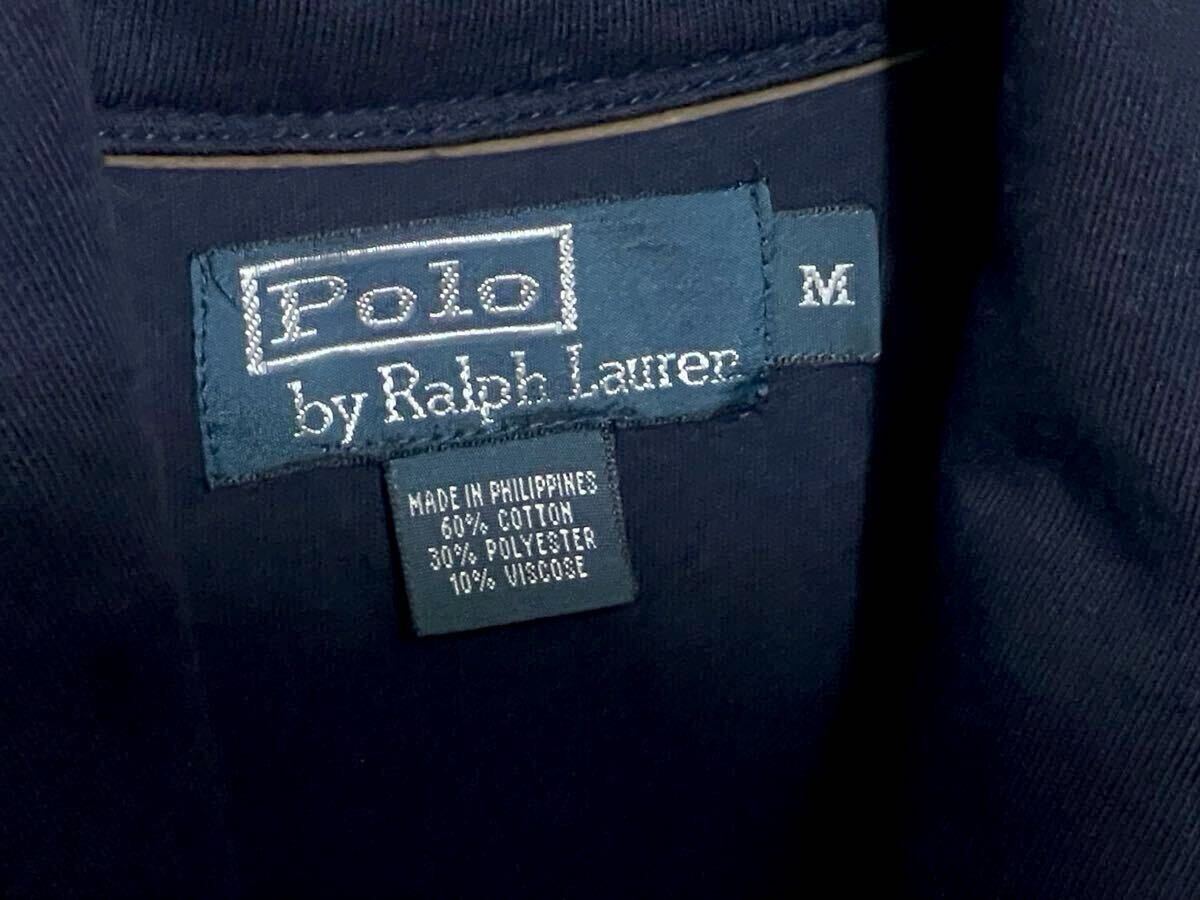 Polo
by Ralph Lauren
M
MADE IN PHILIPPINES
60% COTTON
30% POLYESTER
10% VISCOSE